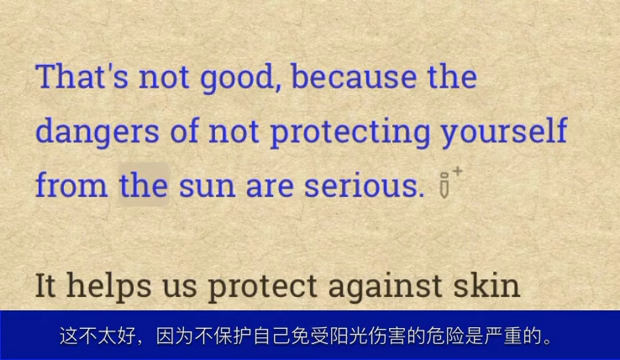 That's not good, because the
dangers of not protecting yourself
from the sun are serious.
It helps us protect against skin
这不太好，因为不保护自己免受阳光伤害的危险是严重的。